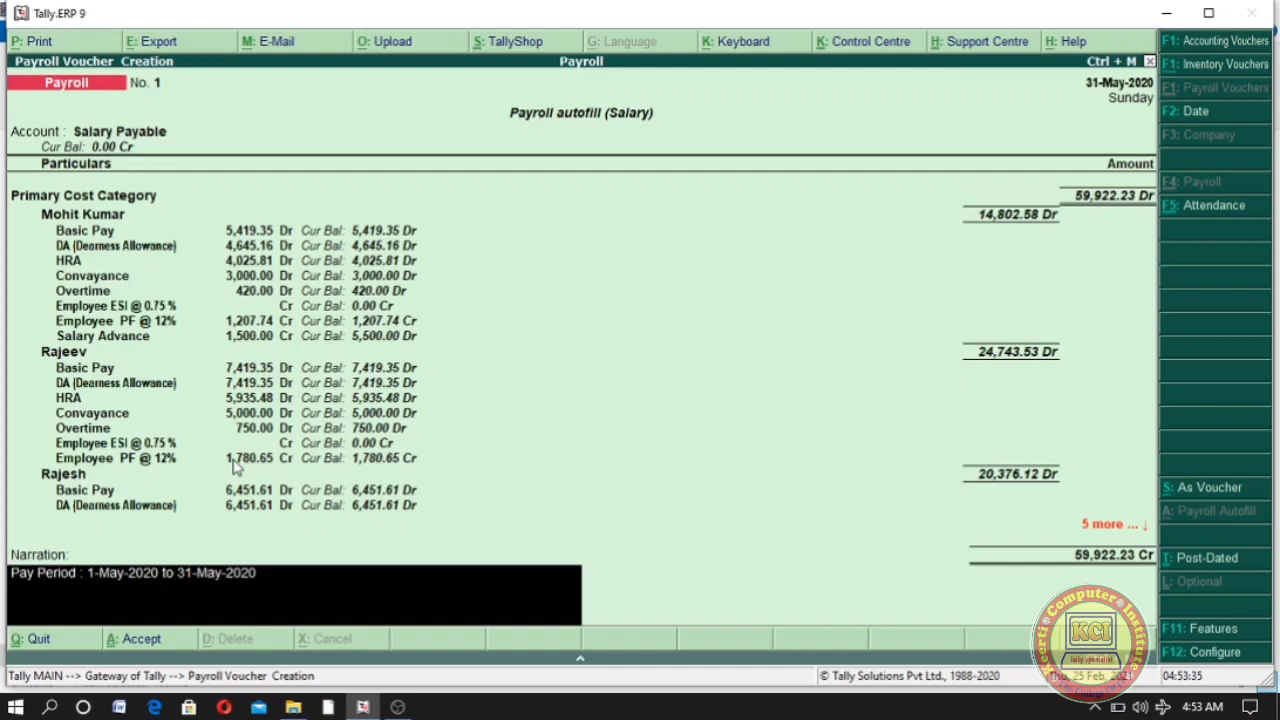 Tally.ERP 9
P: Print E: Export M: E-Mail O: Upload S: TallyShop G: Language K: Keyboard K: Control Centre H: Support Centre H: Help
F1: Accounting Vouchers
Payroll Voucher Creation Payroll Ctrl + M
F1: Inventory Vouchers
Payroll No. 1 31-May-2020
F1: Payroll Vouchers
Sunday
F2: Date
Payroll autofill (Salary)
Account : Salary Payable
F3: Company
Cur Bal: 0.00 Cr
Particulars Amount
F4: Payroll
Primary Cost Category 59,922.23 Dr
F5: Attendance
Mohit Kumar 14,802.58 Dr
Basic Pay 5,419.35 Dr Cur Bal: 5,419.35 Dr
DA (Dearness Allowance) 4,645.16 Dr Cur Bal: 4,645.16 Dr
HRA 4,025.81 Dr Cur Bal: 4,025.81 Dr
Convayance 3,000.00 Dr Cur Bal: 3,000.00 Dr
Overtime 420.00 Dr Cur Bal: 420.00 Dr
Employee ESI @ 0.75 % Cr Cur Bal: 0.00 Cr
Employee PF @ 12% 1,207.74 Cr Cur Bal: 1,207.74 Cr
Salary Advance 1,500.00 Cr Cur Bal: 5,500.00 Dr
Rajeev 24,743.53 Dr
Basic Pay 7,419.35 Dr Cur Bal: 7,419.35 Dr
DA (Dearness Allowance) 7,419.35 Dr Cur Bal: 7,419.35 Dr
HRA 5,935.48 Dr Cur Bal: 5,935.48 Dr
Convayance 5,000.00 Dr Cur Bal: 5,000.00 Dr
Overtime 750.00 Dr Cur Bal: 750.00 Dr
Employee ESI @ 0.75 % Cr Cur Bal: 0.00 Cr
Employee PF @ 12% 1,780.65 Cr Cur Bal: 1,780.65 Cr
Rajesh 20,376.12 Dr
Basic Pay 6,451.61 Dr Cur Bal: 6,451.61 Dr
S: As Voucher
DA (Dearness Allowance) 6,451.61 Dr Cur Bal: 6,451.61 Dr
A: Payroll Autofill
5 more ... ↓
Narration: 59,922.23 Cr
T: Post-Dated
Pay Period : 1-May-2020 to 31-May-2020
L: Optional
F11: Features
Q: Quit A: Accept D: Delete X: Cancel
F12: Configure
Tally MAIN --> Gateway of Tally --> Payroll Voucher Creation © Tally Solutions Pvt Ltd., 1988-2020 Thu, 25 Feb, 2021 04:53:35
Keerti Computer Institute
KCI
Tally specialist
4:53 AM